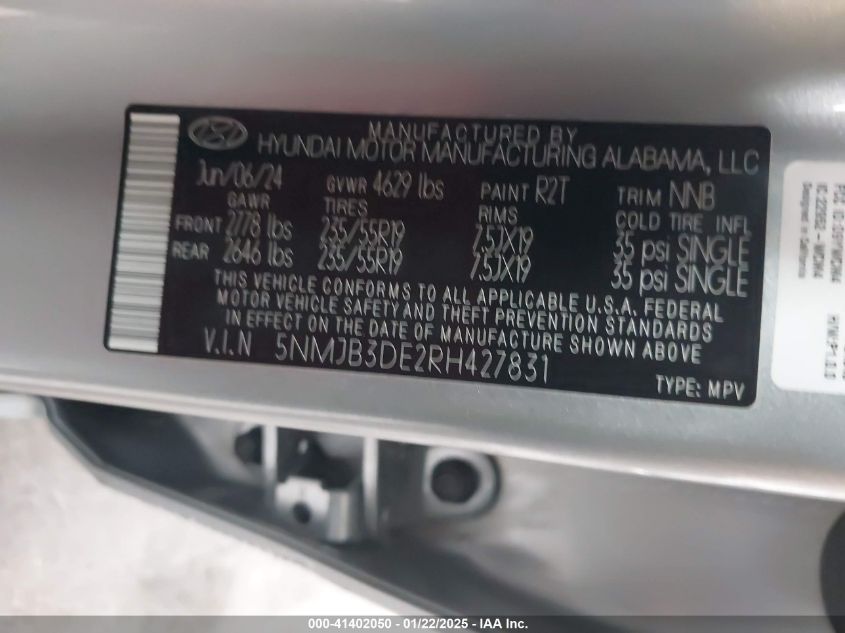 MANUFACTURED BY
HYUNDAI MOTOR MANUFACTURING ALABAMA, LLC
Jun/06/24 GVWR 4629 lbs PAINT R2T TRIM NNB
GAWR TIRES RIMS COLD TIRE INFL
FRONT 2778 lbs 235/55R19 7.5JX19 35 psi SINGLE
REAR 2646 lbs 235/55R19 7.5JX19 35 psi SINGLE
THIS VEHICLE CONFORMS TO ALL APPLICABLE U.S.A. FEDERAL
MOTOR VEHICLE SAFETY AND THEFT PREVENTION STANDARDS
IN EFFECT ON THE DATE OF MANUFACTURE SHOWN ABOVE
V.I.N 5NMJB3DE2RH427831
TYPE: MPV
Designed in California
000-41402050 - 01/22/2025 - IAA Inc.